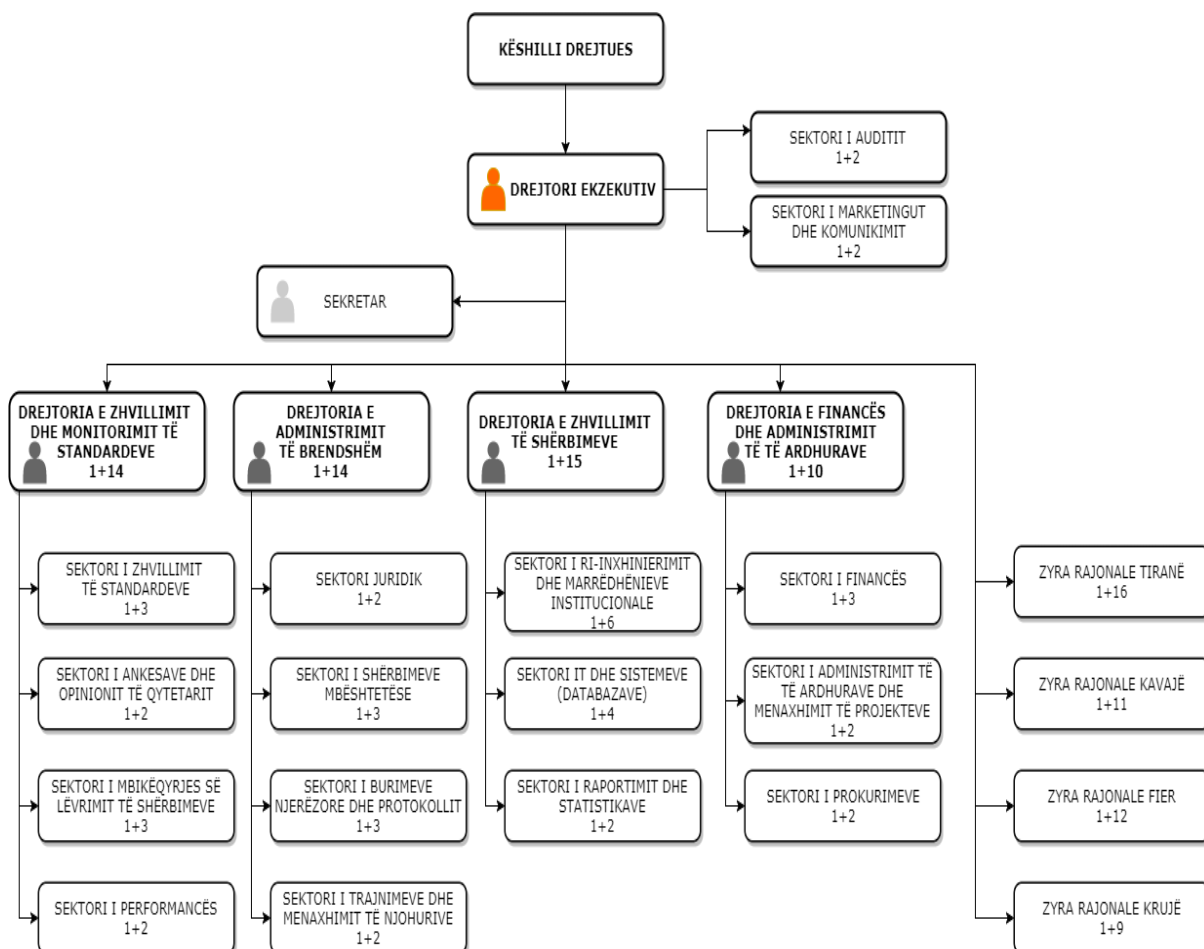 KËSHILLI DREJTUES
DREJTORI EKZEKUTIV
SEKTORI I AUDITIT
1+2
SEKTORI I MARKETINGUT
DHE KOMUNIKIMIT
1+2
SEKRETAR
DREJTORIA E ZHVILLIMIT
DHE MONITORIMIT TË
STANDARDEVE
1+14
SEKTORI I ZHVILLIMIT
TË STANDARDEVE
1+3
SEKTORI I ANKESAVE DHE
OPINIONIT TË QYTETARIT
1+2
SEKTORI I MBIKËQYRJES SË
LËVRIMIT TË SHËRBIMEVE
1+3
SEKTORI I PERFORMANCËS
1+2
DREJTORIA E
ADMINISTRIMIT
TË BRENDSHËM
1+14
SEKTORI JURIDIK
1+2
SEKTORI I SHËRBIMEVE
MBËSHTETËSE
1+3
SEKTORI I BURIMEVE
NJERËZORE DHE PROTOKOLLIT
1+3
SEKTORI I TRAJNIMEVE DHE
MENAXHIMIT TË NJOHURIVE
1+2
DREJTORIA E ZHVILLIMIT
TË SHËRBIMEVE
1+15
SEKTORI I RI-INXHINIERIMIT
DHE MARRËDHËNIEVE
INSTITUCIONALE
1+6
SEKTORI IT DHE SISTEMEVE
(DATABAZAVE)
1+4
SEKTORI I RAPORTIMIT DHE
STATISTIKAVE
1+2
DREJTORIA E FINANCËS
DHE ADMINISTRIMIT
TË TË ARDHURAVE
1+10
SEKTORI I FINANCËS
1+3
SEKTORI I ADMINISTRIMIT TË
TË ARDHURAVE DHE
MENAXHIMIT TË PROJEKTEVE
1+2
SEKTORI I PROKURIMEVE
1+2
ZYRA RAJONALE TIRANË
1+16
ZYRA RAJONALE KAVAJË
1+11
ZYRA RAJONALE FIER
1+12
ZYRA RAJONALE KRUJË
1+9